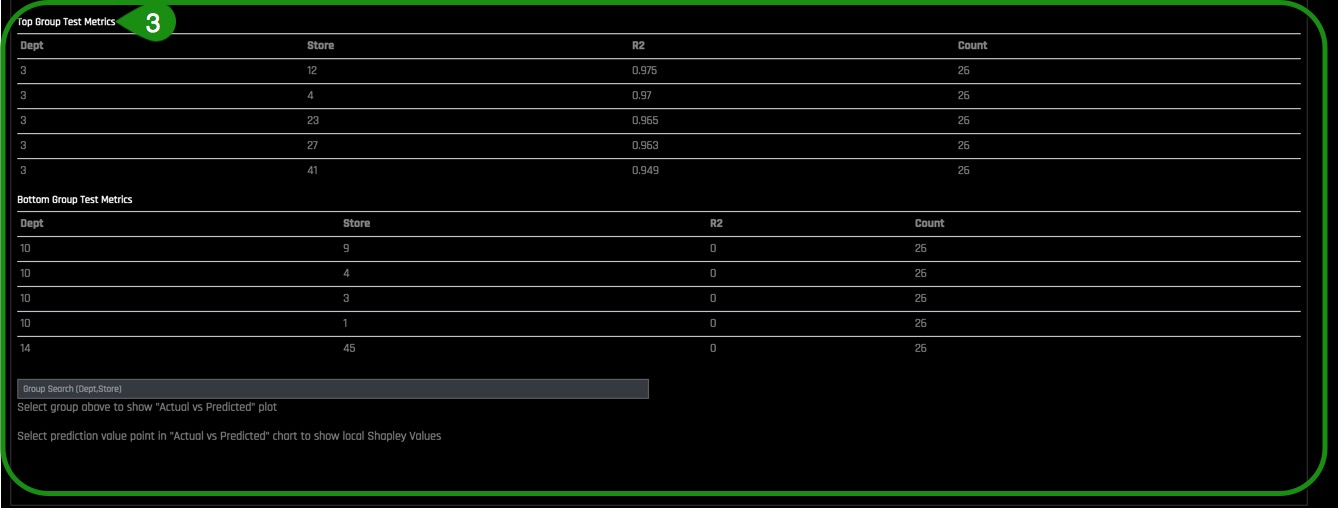 Top Group Test Metrics 3
Dept Store R2 Count
3 12 0.975 26
3 4 0.97 26
3 23 0.965 26
3 27 0.963 26
3 41 0.949 26
Bottom Group Test Metrics
Dept Store R2 Count
10 9 0 26
10 4 0 26
10 3 0 26
10 1 0 26
14 45 0 26
Group Search (Dept,Store)
Select group above to show "Actual vs Predicted" plot
Select prediction value point in "Actual vs Predicted" chart to show local Shapley Values